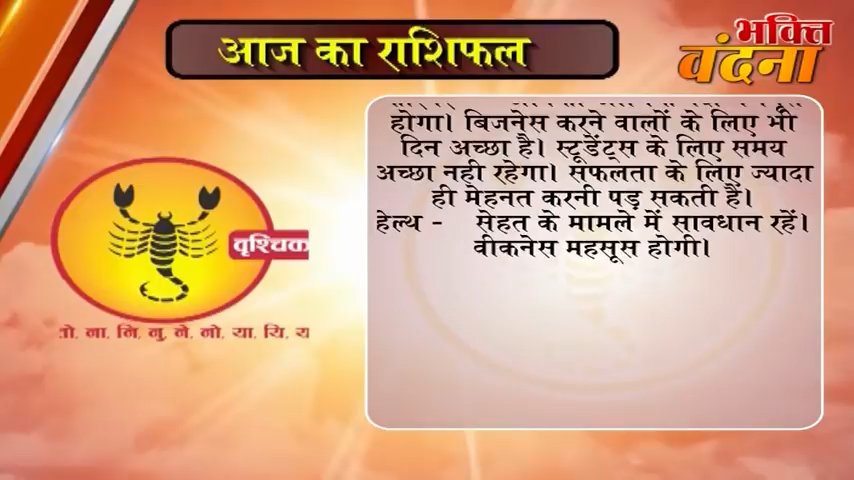 आज का राशिफल
भक्ति
वंदना
होगा। बिजनेस करने वालों के लिए भी
दिन अच्छा है। स्टूडेंट्स के लिए समय
अच्छा नही रहेगा। सफलता के लिए ज्यादा
ही मेहनत करनी पड़ सकती हैं।
हेल्थ - सेहत के मामले में सावधान रहें।
वीकनेस महसूस होगी।
वृश्चिक
ना. नि. नु. ने. नो. या. यि.